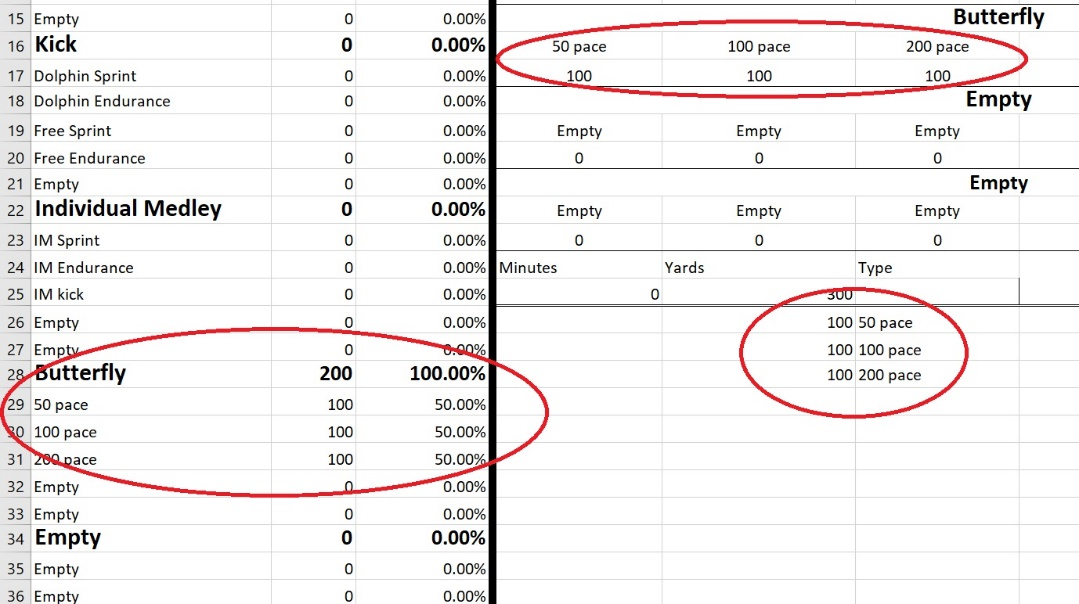 15 Empty 0 0.00% Butterfly
16 Kick 0 0.00% 50 pace 100 pace 200 pace
17 Dolphin Sprint 0 0.00% 100 100 100
18 Dolphin Endurance 0 0.00% Empty
19 Free Sprint 0 0.00% Empty Empty Empty
20 Free Endurance 0 0.00% 0 0 0
21 Empty 0 0.00% Empty
22 Individual Medley 0 0.00% Empty Empty Empty
23 IM Sprint 0 0.00% 0 0 0
24 IM Endurance 0 0.00% Minutes Yards Type
25 IM kick 0 0.00% 0 300
26 Empty 0 0.00% 100 50 pace
27 Empty 0 0.00% 100 100 pace
28 Butterfly 200 100.00% 100 200 pace
29 50 pace 100 50.00%
30 100 pace 100 50.00%
31 200 pace 100 50.00%
32 Empty 0 0.00%
33 Empty 0 0.00%
34 Empty 0 0.00%
35 Empty 0 0.00%
36 Empty 0 0.00%